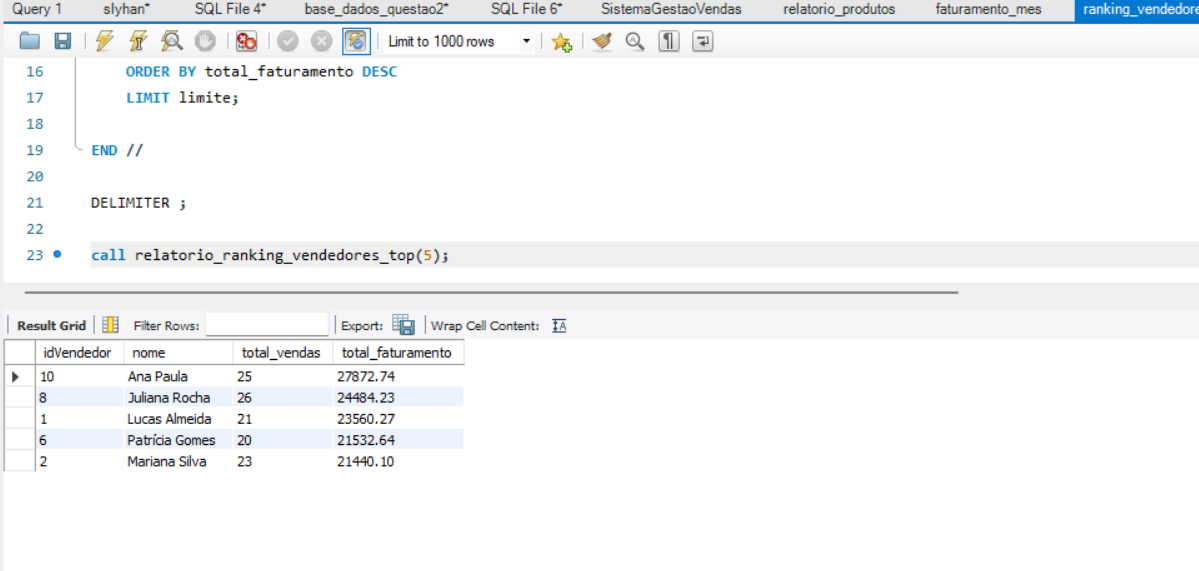 Query 1 slyhan* SQL File 4* base_dados_questao2* SQL File 6* SistemaGestaoVendas relatorio_produtos faturamento_mes ranking_vendedore
Limit to 1000 rows
16 ORDER BY total_faturamento DESC
17 LIMIT limite;
18
19 END //
20
21 DELIMITER ;
22
23 call relatorio_ranking_vendedores_top(5);
Result Grid Filter Rows: Export: Wrap Cell Content: IA
idVendedor nome total_vendas total_faturamento
10 Ana Paula 25 27872.74
8 Juliana Rocha 26 24484.23
1 Lucas Almeida 21 23560.27
6 Patrícia Gomes 20 21532.64
2 Mariana Silva 23 21440.10